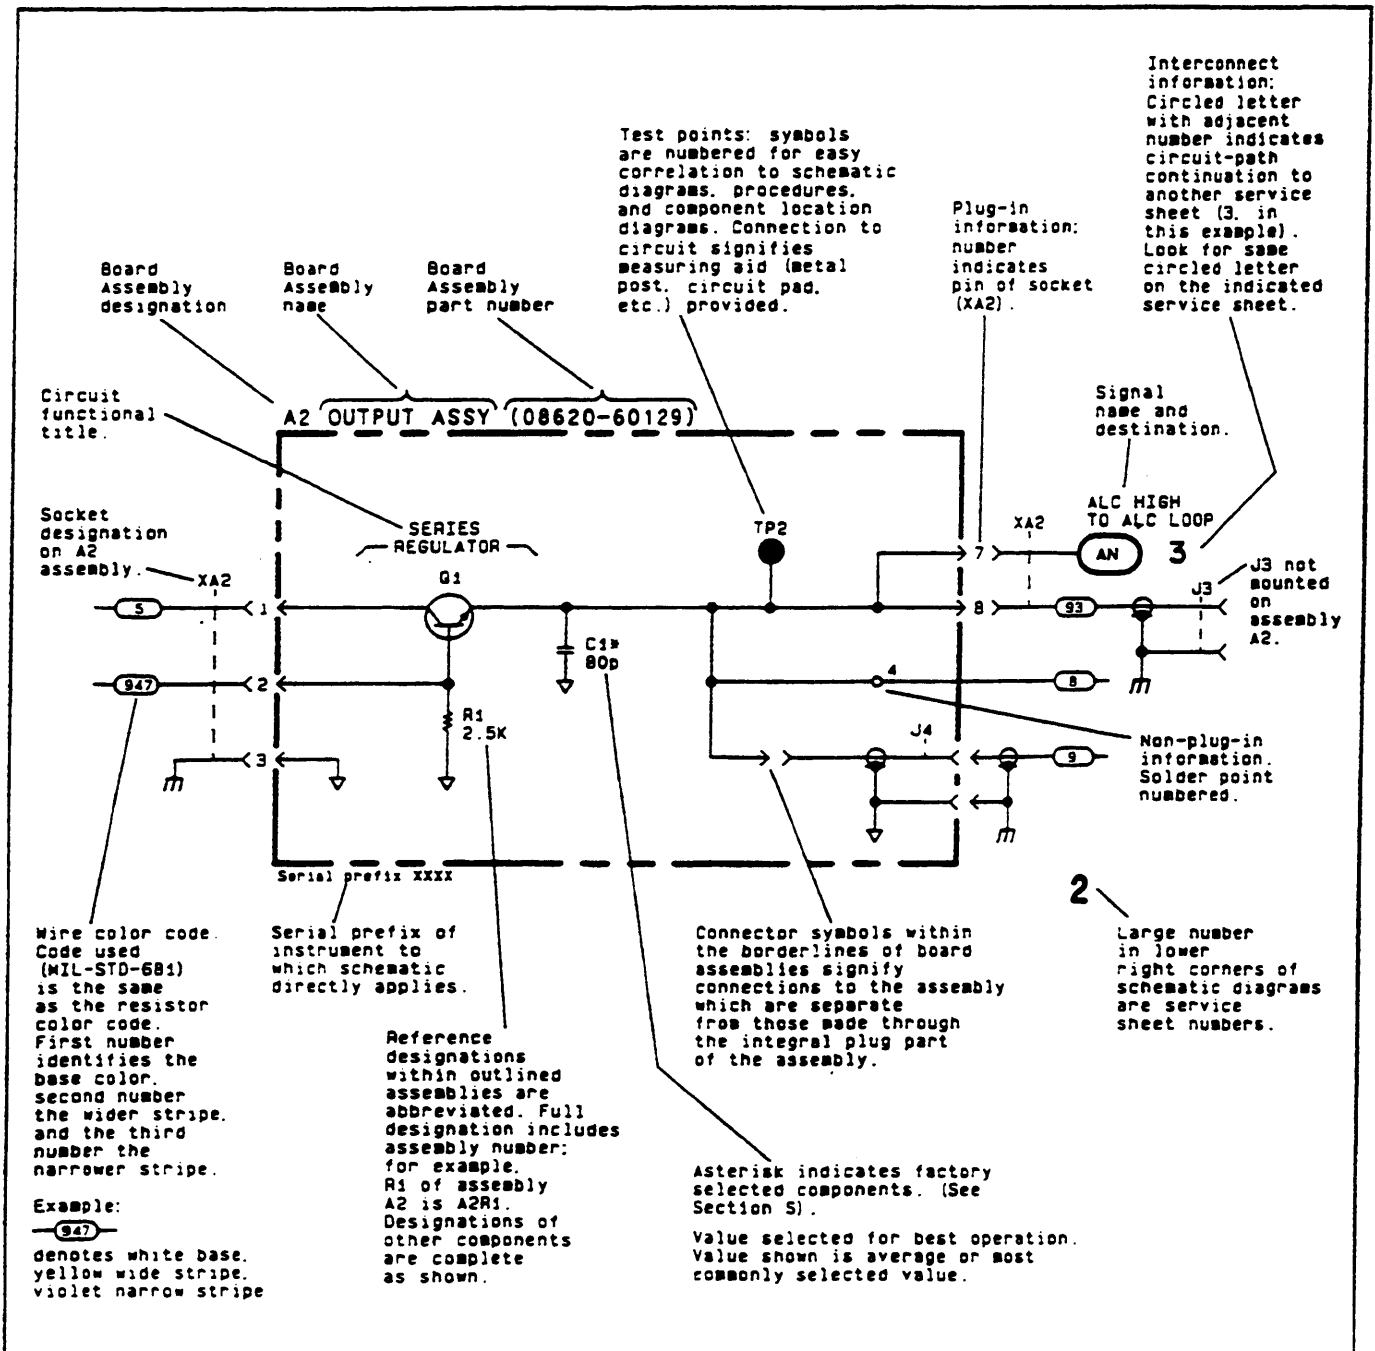 Interconnect
information:
Circled letter
with adjacent
number indicates
circuit-path
continuation to
another service
sheet (3, in
this example).
Look for same
circled letter
on the indicated
service sheet.
Test points: symbols
are numbered for easy
correlation to schematic
diagrams, procedures,
and component location
diagrams. Connection to
circuit signifies
measuring aid (metal
post, circuit pad,
etc.) provided.
Plug-in
information:
number
indicates
pin of socket
(XA2).
Board
Assembly
designation
Board
Assembly
name
Board
Assembly
part number
Circuit
functional
title.
A2 OUTPUT ASSY (08620-60129)
Signal
name and
destination.
Socket
designation
on A2
assembly.
XA2
SERIES
REGULATOR
Q1
TP2
7
XA2
ALC HIGH
TO ALC LOOP
AN
3
J3 not
mounted
on
assembly
A2.
J3
5
1
8
93
C1*
80p
947
2
4
8
R1
2.5K
J4
3
9
Non-plug-in
information.
Solder point
numbered.
Serial prefix XXXX
2
Wire color code.
Code used
(MIL-STD-681)
is the same
as the resistor
color code.
First number
identifies the
base color,
second number
the wider stripe,
and the third
number the
narrower stripe.
Example:
947
denotes white base,
yellow wide stripe,
violet narrow stripe
Serial prefix of
instrument to
which schematic
directly applies.
Reference
designations
within outlined
assemblies are
abbreviated. Full
designation includes
assembly number;
for example,
R1 of assembly
A2 is A2R1.
Designations of
other components
are complete
as shown.
Connector symbols within
the borderlines of board
assemblies signify
connections to the assembly
which are separate
from those made through
the integral plug part
of the assembly.
Asterisk indicates factory
selected components. (See
Section 5).
Value selected for best operation.
Value shown is average or most
commonly selected value.
Large number
in lower
right corners of
schematic diagrams
are service
sheet numbers.